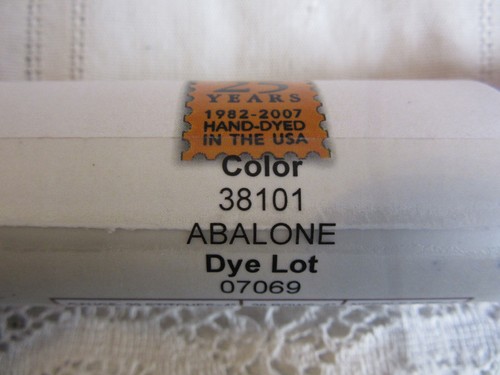 25
YEARS
1982-2007
HAND-DYED
IN THE USA
Color
38101
ABALONE
Dye Lot
07069